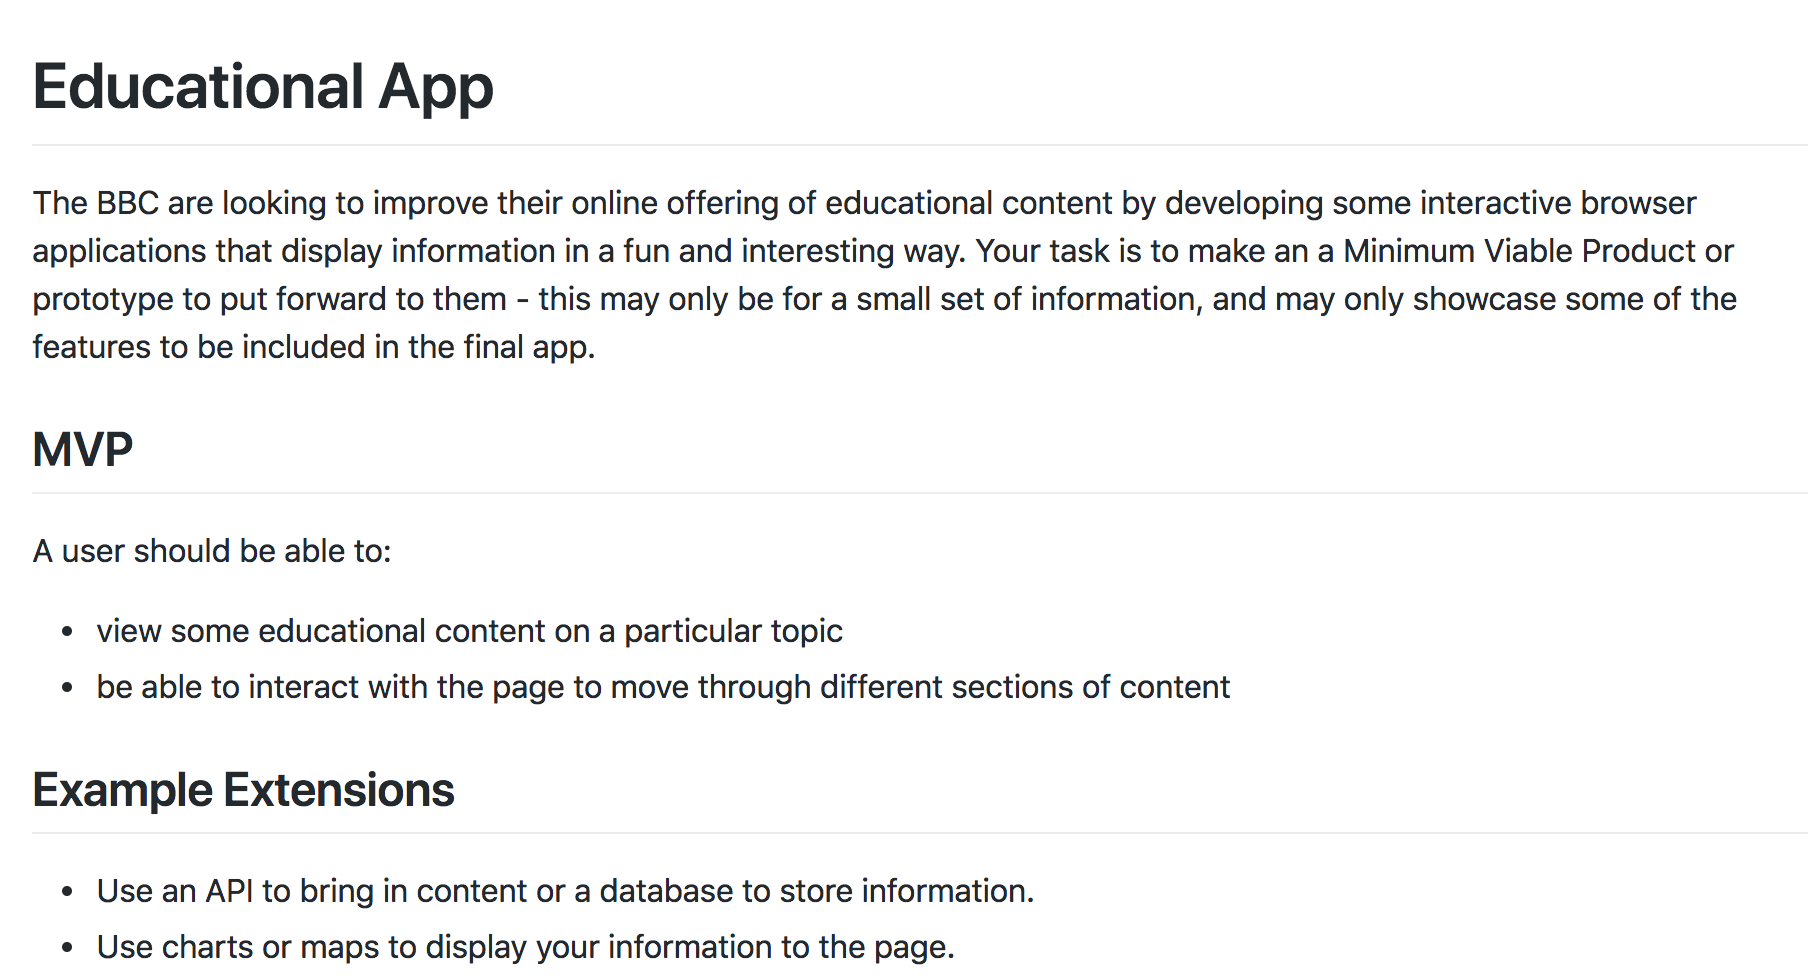 Educational App
The BBC are looking to improve their online offering of educational content by developing some interactive browser
applications that display information in a fun and interesting way. Your task is to make an a Minimum Viable Product or
prototype to put forward to them - this may only be for a small set of information, and may only showcase some of the
features to be included in the final app.
MVP
A user should be able to:
• view some educational content on a particular topic
• be able to interact with the page to move through different sections of content
Example Extensions
• Use an API to bring in content or a database to store information.
• Use charts or maps to display your information to the page.